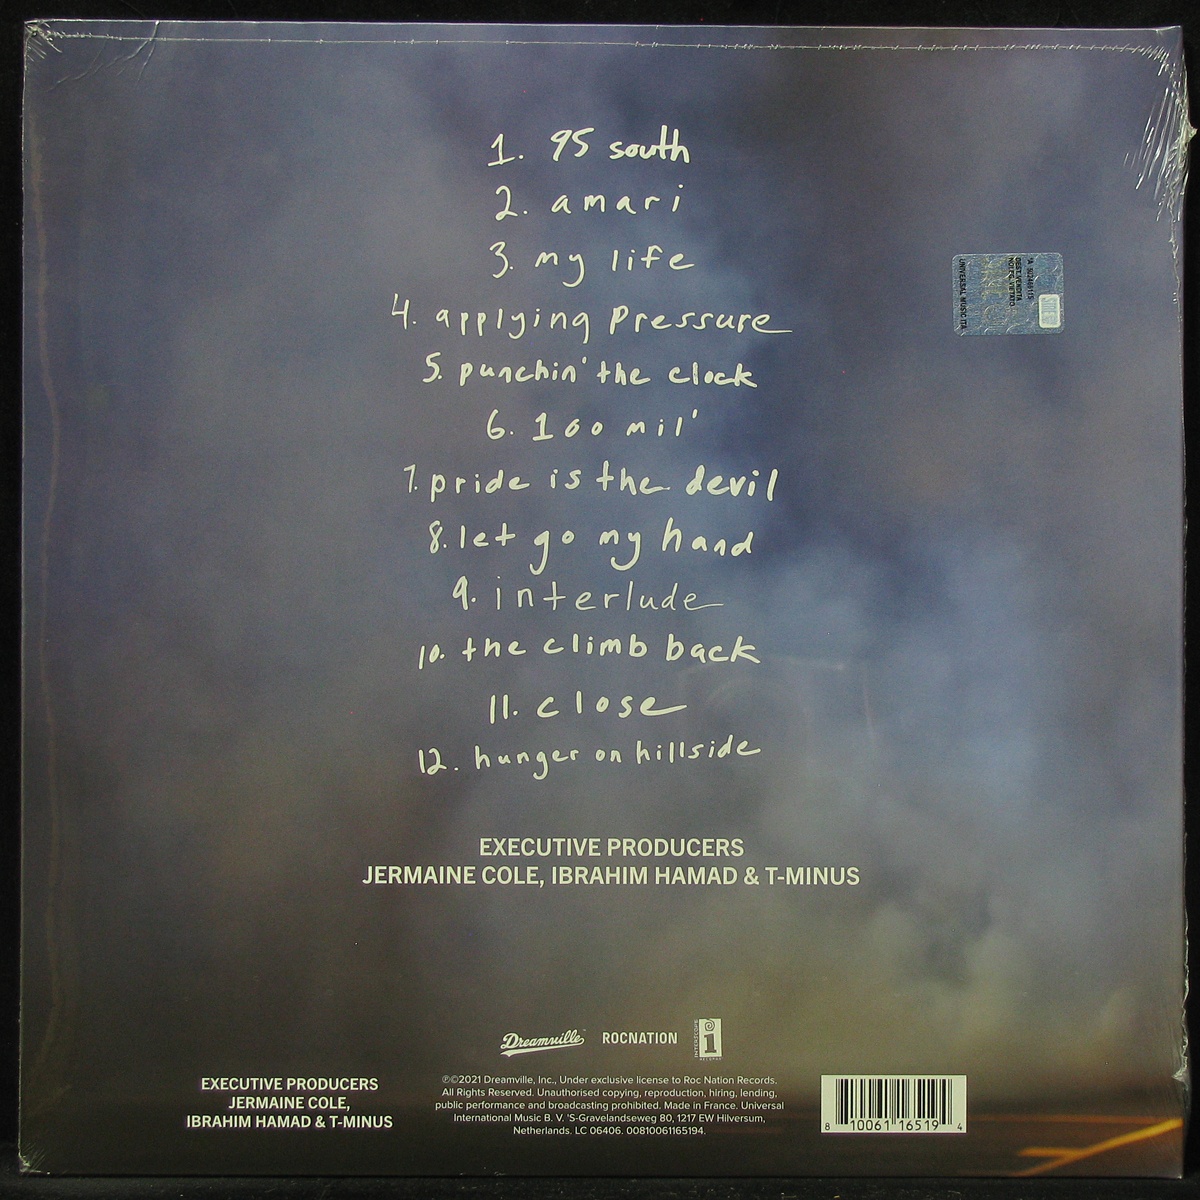 1. 95 south
2. amari
3. my life
4. applying pressure
5. punchin' the clock
6. 100 mil'
7. pride is the devil
8. let go my hand
9. interlude
10. the climb back
11. close
12. hunger on hillside
EXECUTIVE PRODUCERS
JERMAINE COLE, IBRAHIM HAMAD & T-MINUS
Dreamville ROCNATION INTERSCOPE i RECORDS
EXECUTIVE PRODUCERS
JERMAINE COLE,
IBRAHIM HAMAD & T-MINUS
℗©2021 Dreamville, Inc., Under exclusive license to Roc Nation Records.
All Rights Reserved. Unauthorised copying, reproduction, hiring, lending,
public performance and broadcasting prohibited. Made in France. Universal
International Music B. V. 'S-Gravelandseweg 80, 1217 EW Hilversum,
Netherlands. LC 06406. 00810061165194.
8 10061 16519 4
UNIVERSAL MUSIC ITA